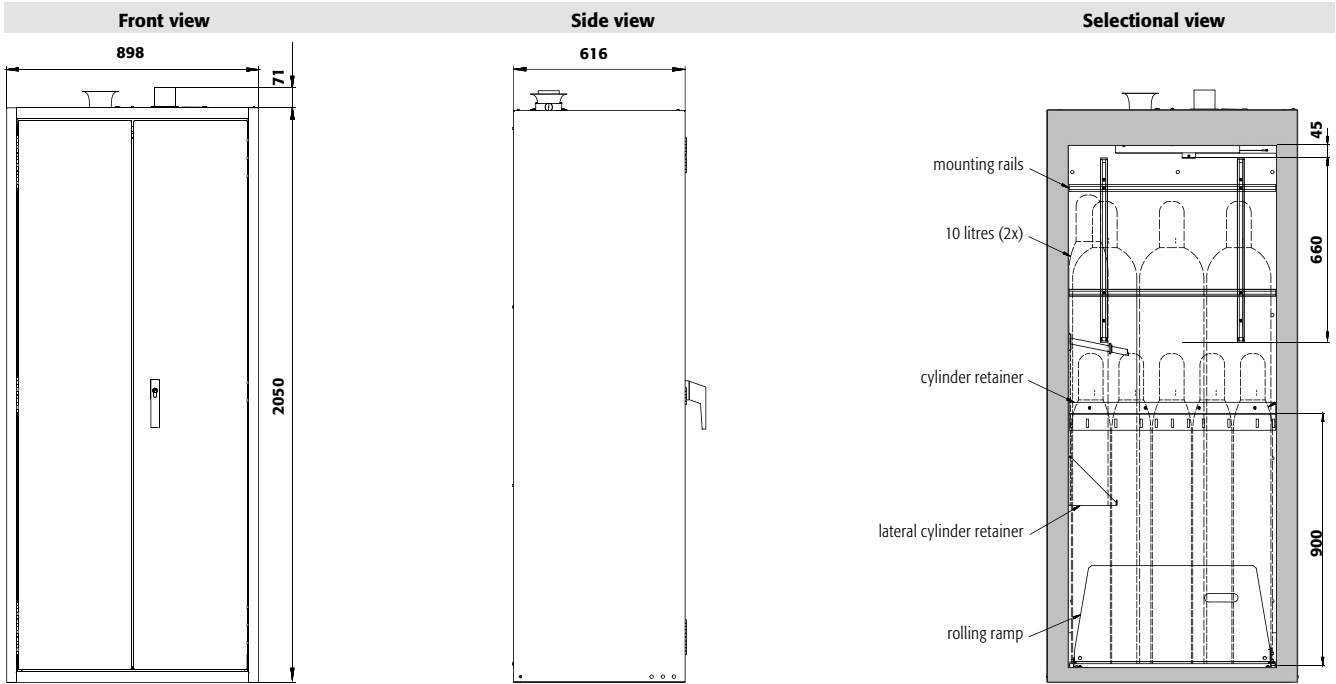 Front view
Side view
Selectional view
898
71
2050
616
45
mounting rails
10 litres (2x)
660
cylinder retainer
lateral cylinder retainer
900
rolling ramp